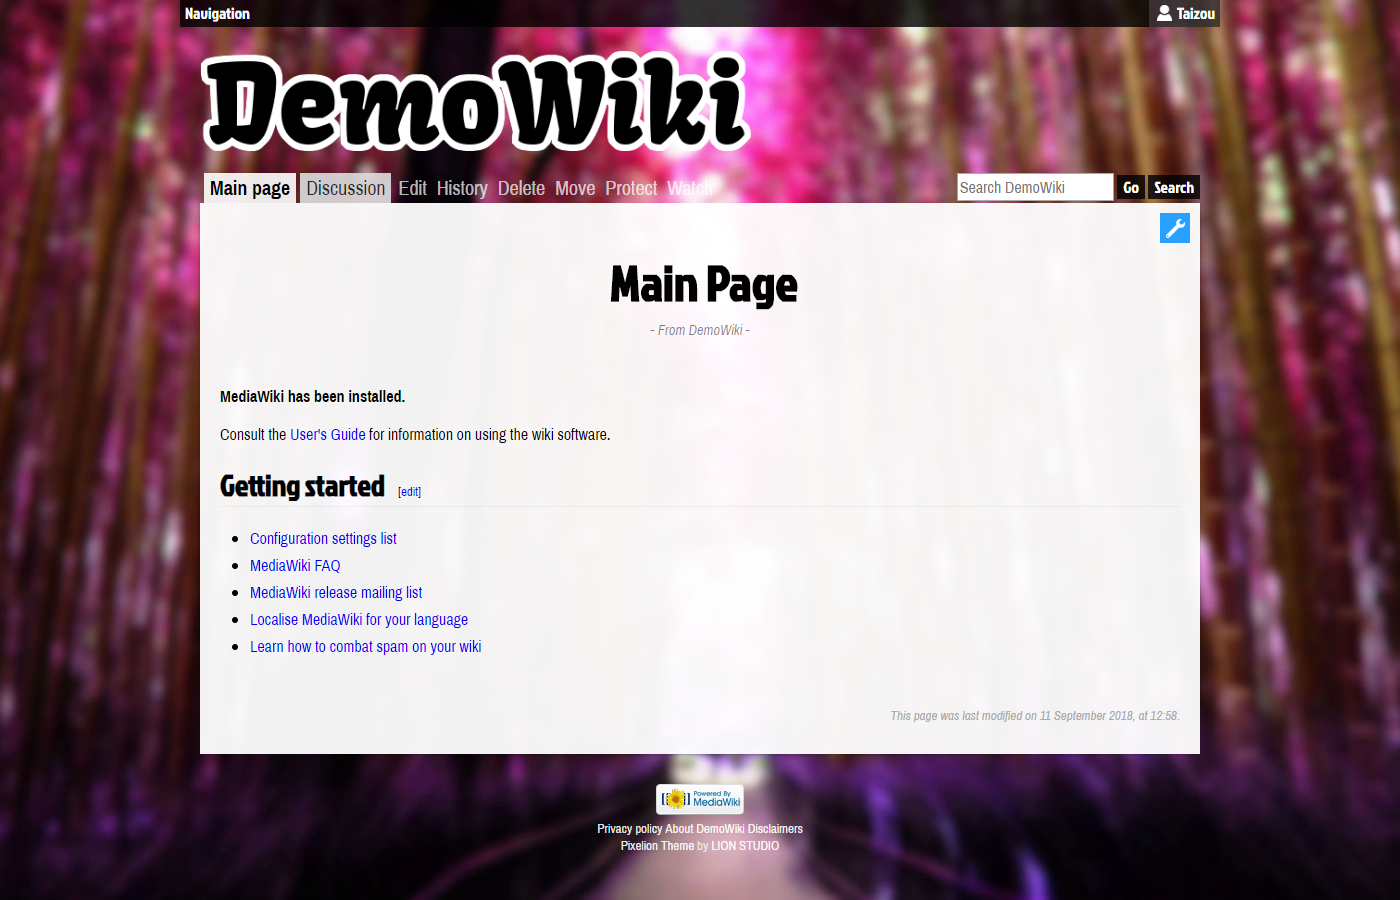 Navigation
Taizou
DemoWiki
Main page Discussion Edit History Delete Move Protect Watch
Search DemoWiki Go Search
Main Page
- From DemoWiki -
MediaWiki has been installed.
Consult the User's Guide for information on using the wiki software.
Getting started [edit]
Configuration settings list
MediaWiki FAQ
MediaWiki release mailing list
Localise MediaWiki for your language
Learn how to combat spam on your wiki
This page was last modified on 11 September 2018, at 12:58.
Powered By
MediaWiki
Privacy policy About DemoWiki Disclaimers
Pixelion Theme by LION STUDIO